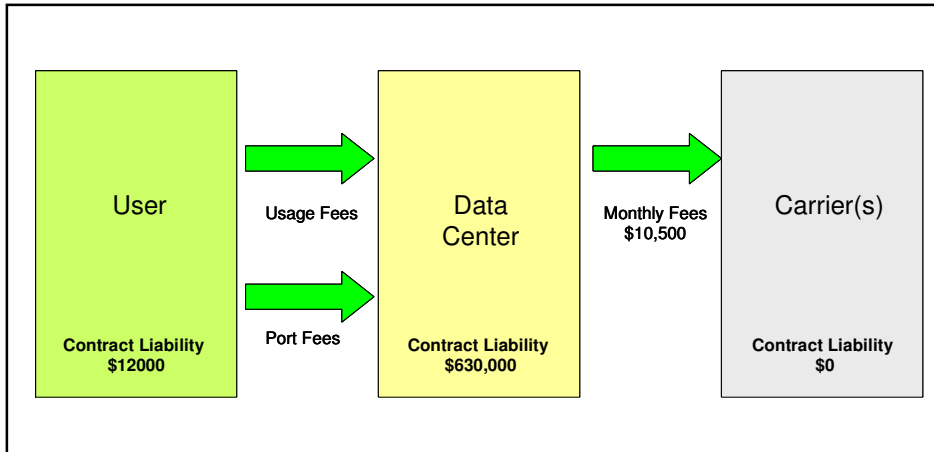 User
Contract Liability
$12000
Usage Fees
Port Fees
Data
Center
Contract Liability
$630,000
Monthly Fees
$10,500
Carrier(s)
Contract Liability
$0